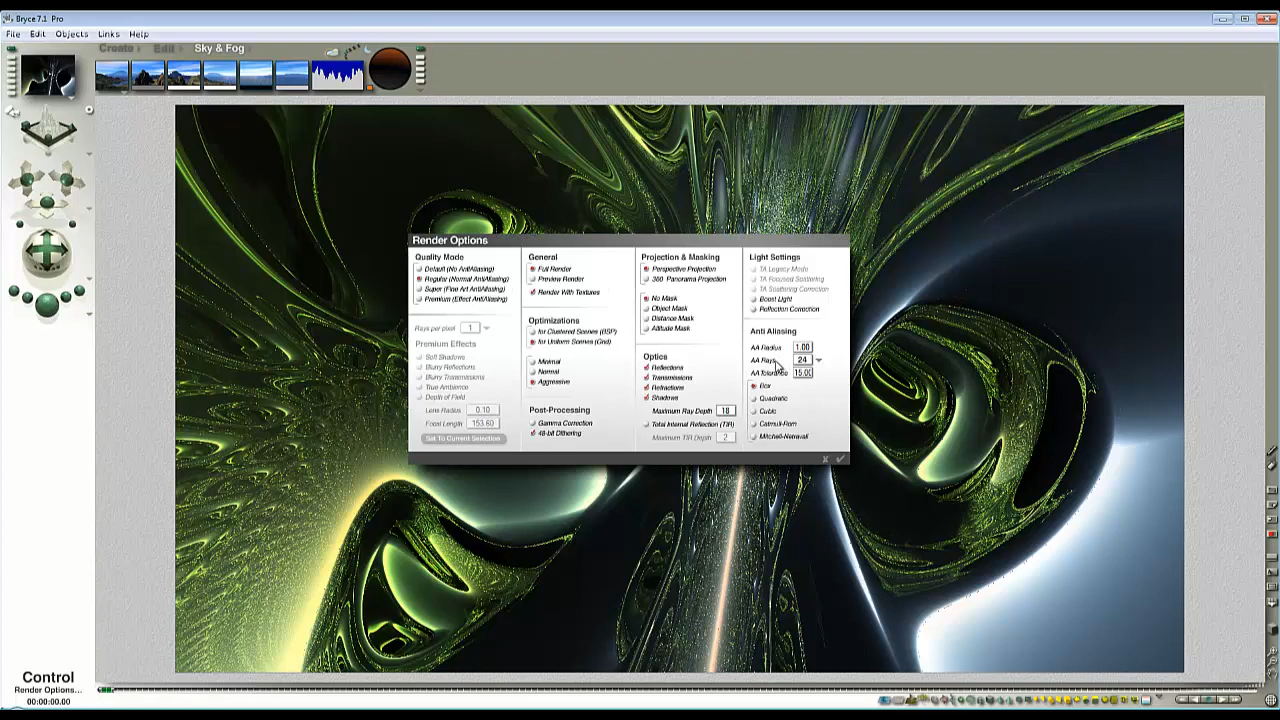 Bryce 7.1 Pro
File Edit Objects Links Help
Create Edit Sky & Fog
Render Options
Quality Mode
Default (No AntiAliasing)
Regular (Normal AntiAliasing)
Super (Fine Art AntiAliasing)
Premium (Effect AntiAliasing)
Rays per pixel 1
Premium Effects
Soft Shadows
Blurry Reflections
Blurry Transmissions
True Ambience
Depth of Field
Lens Radius 0.10
Focal Length 153.60
Set To Current Selection
General
Full Render
Preview Render
Render With Textures
Optimizations
for Clustered Scenes (BSP)
for Uniform Scenes (Grid)
Minimal
Normal
Aggressive
Post-Processing
Gamma Correction
48-bit Dithering
Projection & Masking
Perspective Projection
360 Panorama Projection
No Mask
Object Mask
Distance Mask
Altitude Mask
Optics
Reflections
Transmissions
Refractions
Shadows
Maximum Ray Depth 18
Total Internal Reflection (TIR)
Maximum TIR Depth 2
Light Settings
TA Legacy Mode
TA Focused Scattering
TA Scattering Correction
Boost Light
Reflection Correction
Anti Aliasing
AA Radius 1.00
AA Rays 24
AA Tolerance 15.00
Box
Quadratic
Cubic
Catmull-Rom
Mitchell-Netravali
Control
Render Options...
00:00:00.00